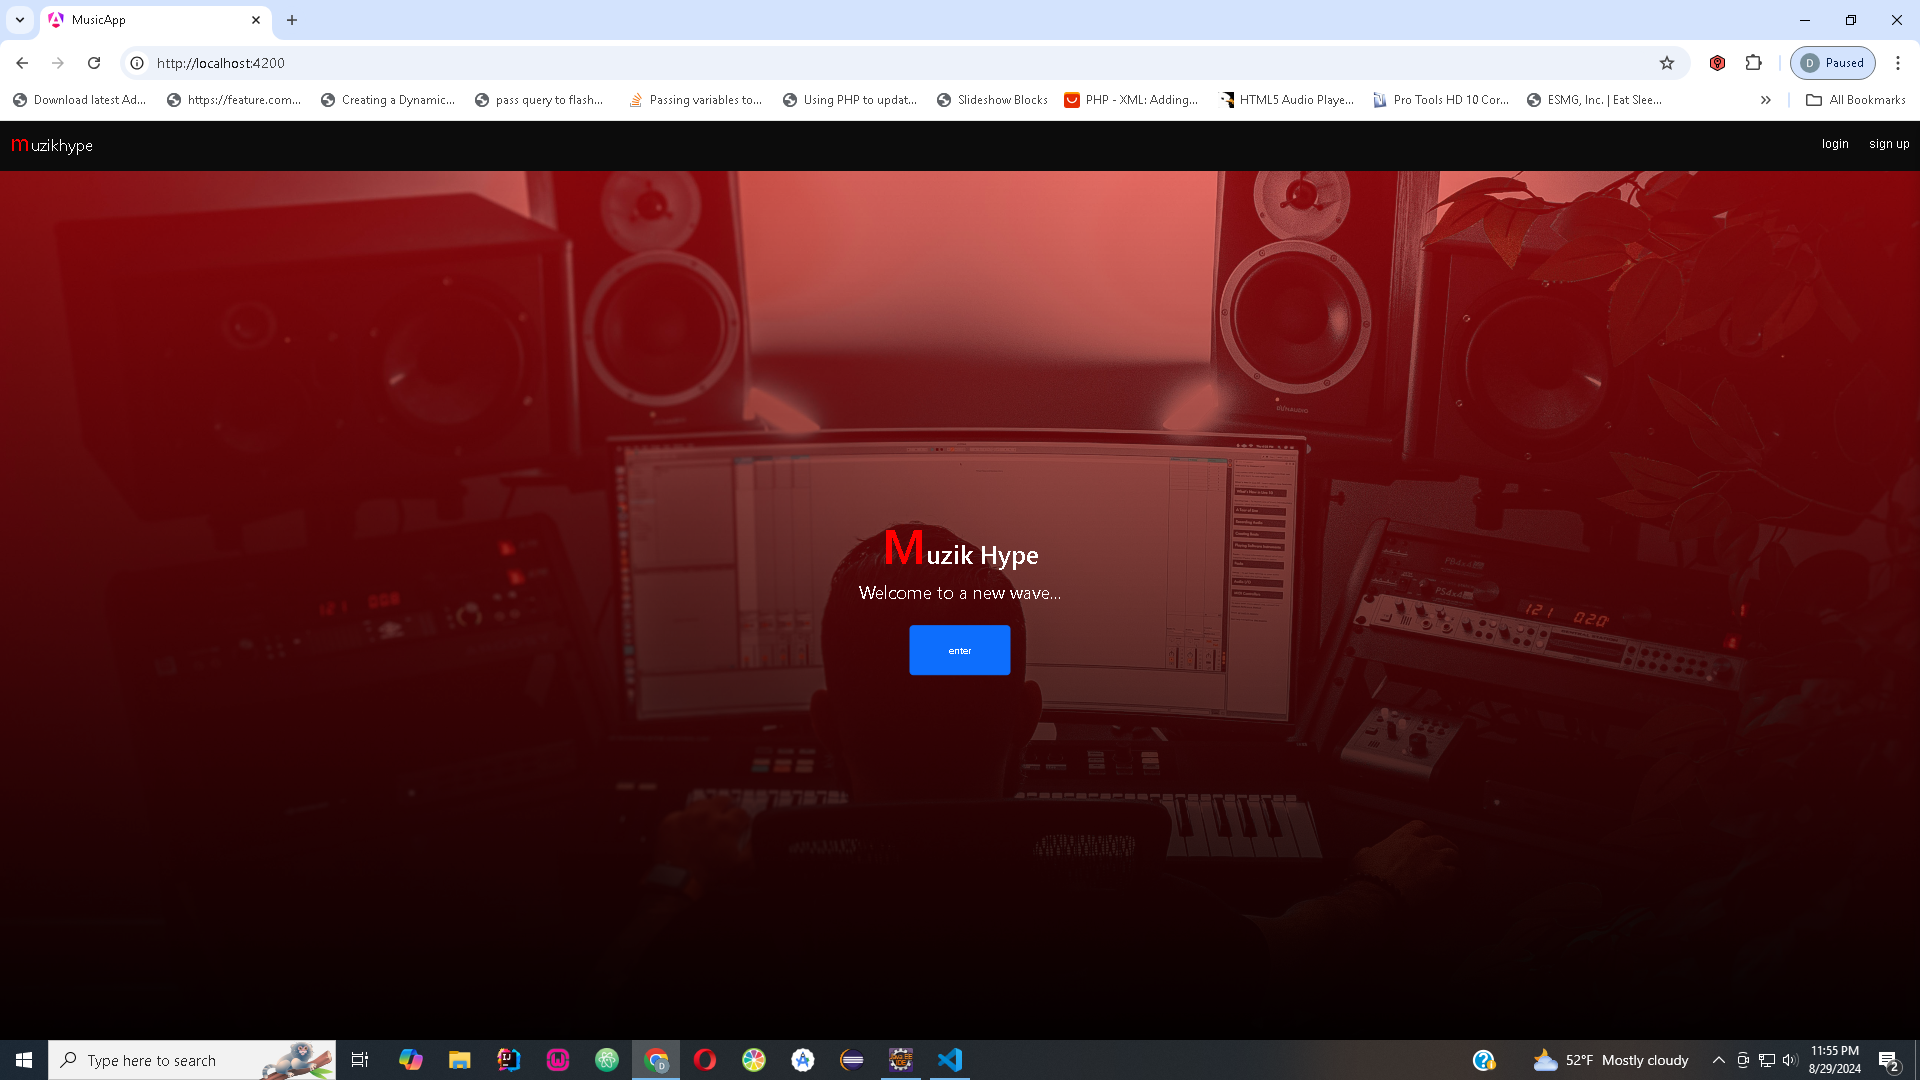 MusicApp
http://localhost:4200
D Paused
Download latest Ad...
https://feature.com...
Creating a Dynamic...
pass query to flash...
Passing variables to...
Using PHP to updat...
Slideshow Blocks
PHP - XML: Adding...
HTML5 Audio Playe...
Pro Tools HD 10 Cor...
ESMG, Inc. | Eat Slee...
All Bookmarks
muzikhype
login
sign up
Muzik Hype
Welcome to a new wave...
enter
121
020
Type here to search
52°F Mostly cloudy
11:55 PM
8/29/2024
2